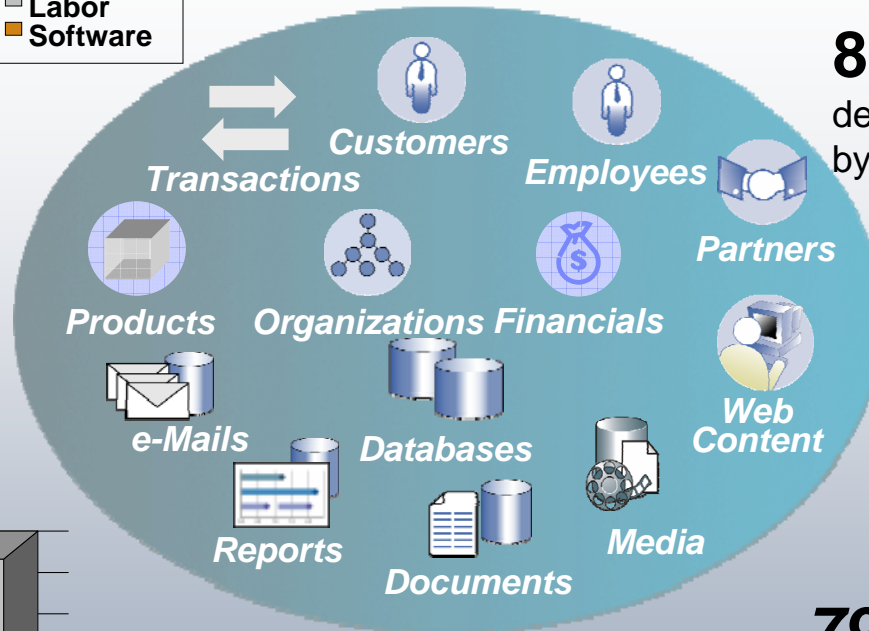 Labor
Software
8
de
by
Customers
Transactions
Employees
Partners
Products
Organizations
Financials
e-Mails
Databases
Web
Content
Reports
Media
Documents
$